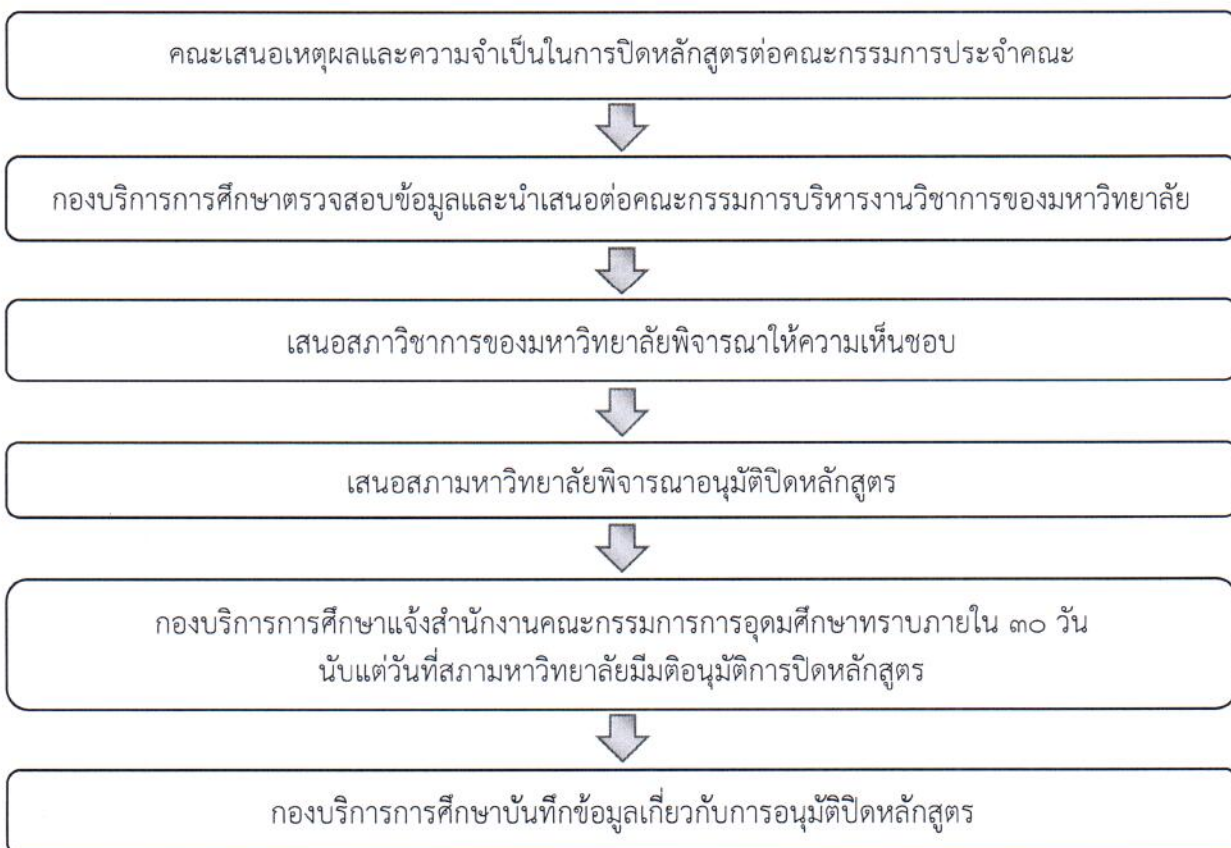 คณะเสนอเหตุผลและความจำเป็นในการปิดหลักสูตรต่อคณะกรรมการประจำคณะ
กองบริการการศึกษาตรวจสอบข้อมูลและนำเสนอต่อคณะกรรมการบริหารงานวิชาการของมหาวิทยาลัย
เสนอสภาวิชาการของมหาวิทยาลัยพิจารณาให้ความเห็นชอบ
เสนอสภามหาวิทยาลัยพิจารณาอนุมัติปิดหลักสูตร
กองบริการการศึกษาแจ้งสำนักงานคณะกรรมการการอุดมศึกษาทราบภายใน ๓๐ วัน
นับแต่วันที่สภามหาวิทยาลัยมีมติอนุมัติการปิดหลักสูตร
กองบริการการศึกษาบันทึกข้อมูลเกี่ยวกับการอนุมัติปิดหลักสูตร